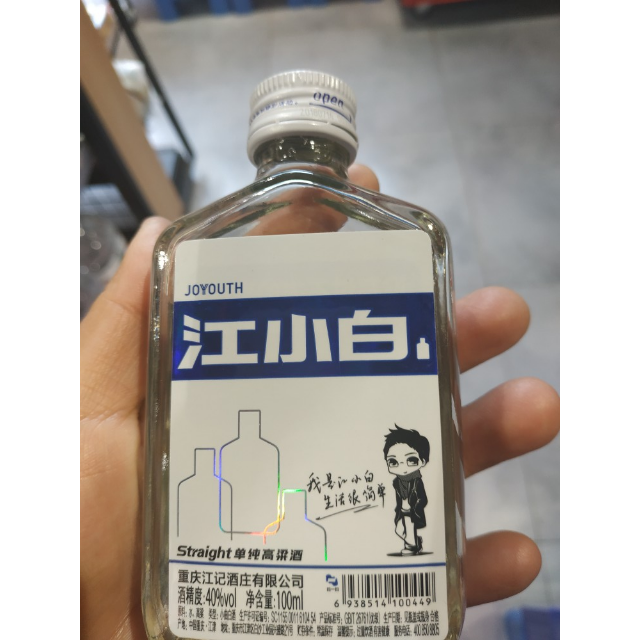 open
JOYOUTH
江小白
我是江小白
生活很简单
Straight 单纯高粱酒
重庆江记酒庄有限公司
酒精度:40%vol 净含量:100ml
6 938514 100449